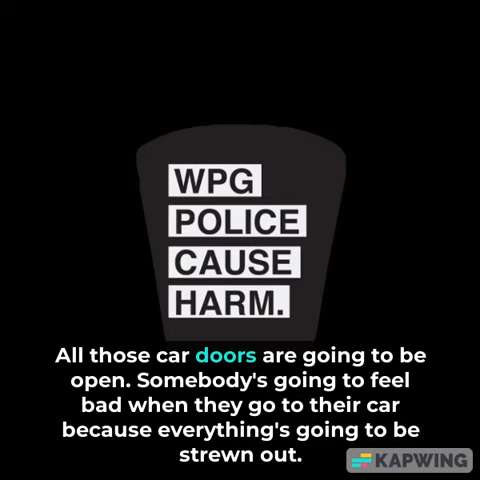 WPG
POLICE
CAUSE
HARM.
All those car doors are going to be
open. Somebody's going to feel
bad when they go to their car
because everything's going to be
strewn out.
KAPWING